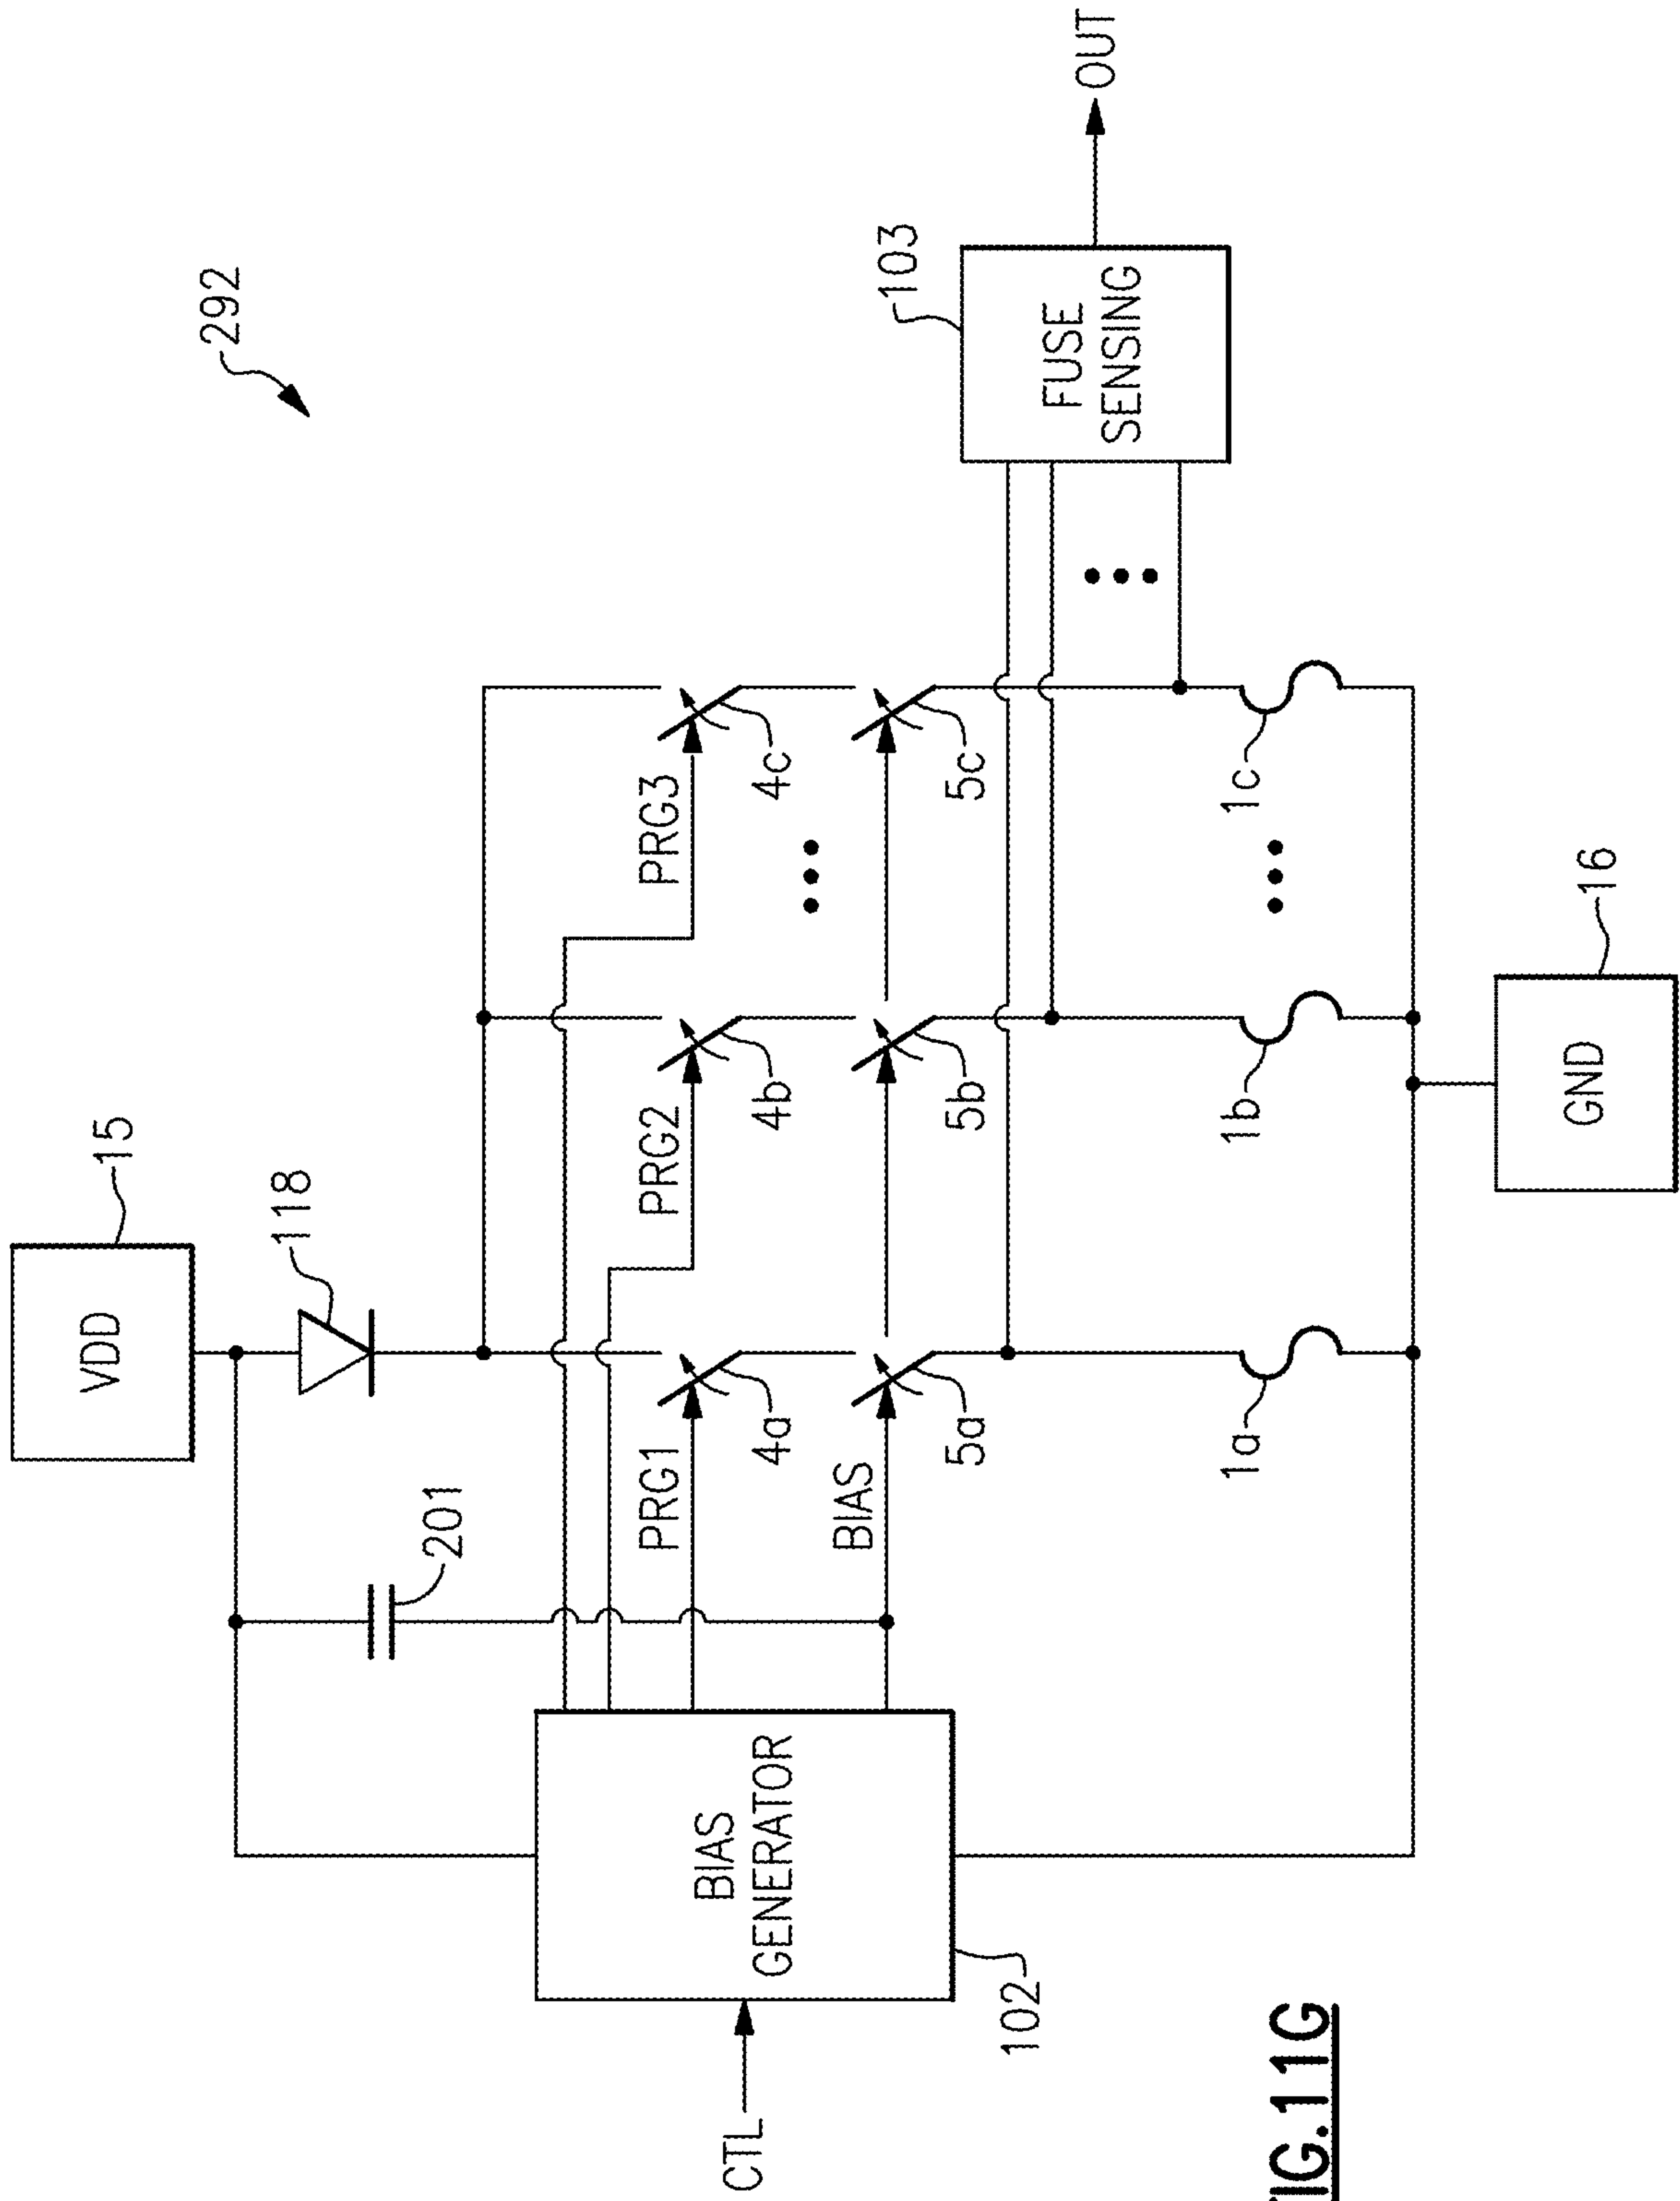 292
VDD
15
118
201
PRG1
PRG2
PRG3
4a
4b
4c
BIAS
5a
5b
5c
CTL
BIAS
GENERATOR
102
FUSE
SENSING
103
OUT
1a
1b
1c
GND
16
FIG.11G